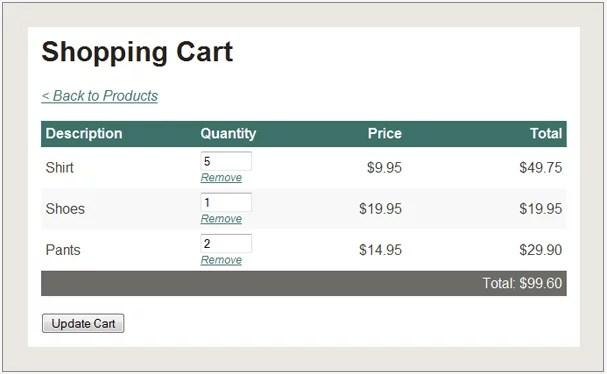 Shopping Cart
< Back to Products
Description Quantity Price Total
Shirt 5 $9.95 $49.75
Remove
Shoes 1 $19.95 $19.95
Remove
Pants 2 $14.95 $29.90
Remove
Total: $99.60
Update Cart